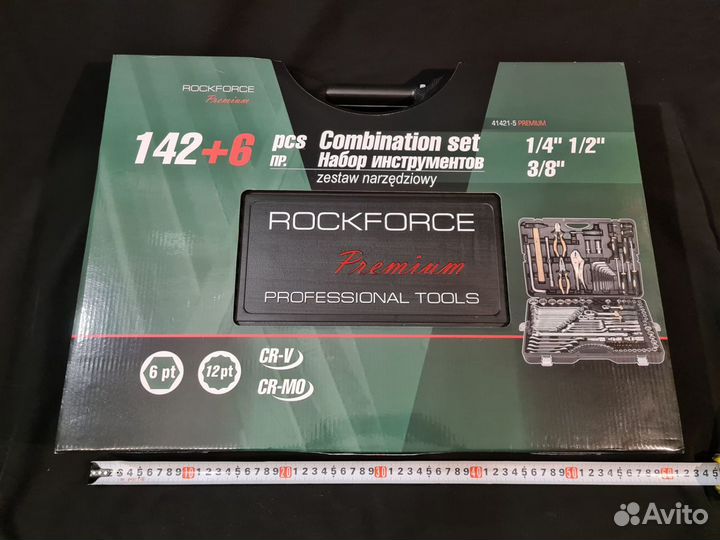 ROCKFORCE
Premium
142+6 pcs Combination set
пр. Набор инструментов
zestaw narzędziowy
41421-5 PREMIUM
1/4" 1/2"
3/8"
ROCKFORCE
Premium
PROFESSIONAL TOOLS
6 pt
12 pt
CR-V
CR-MO
Avito